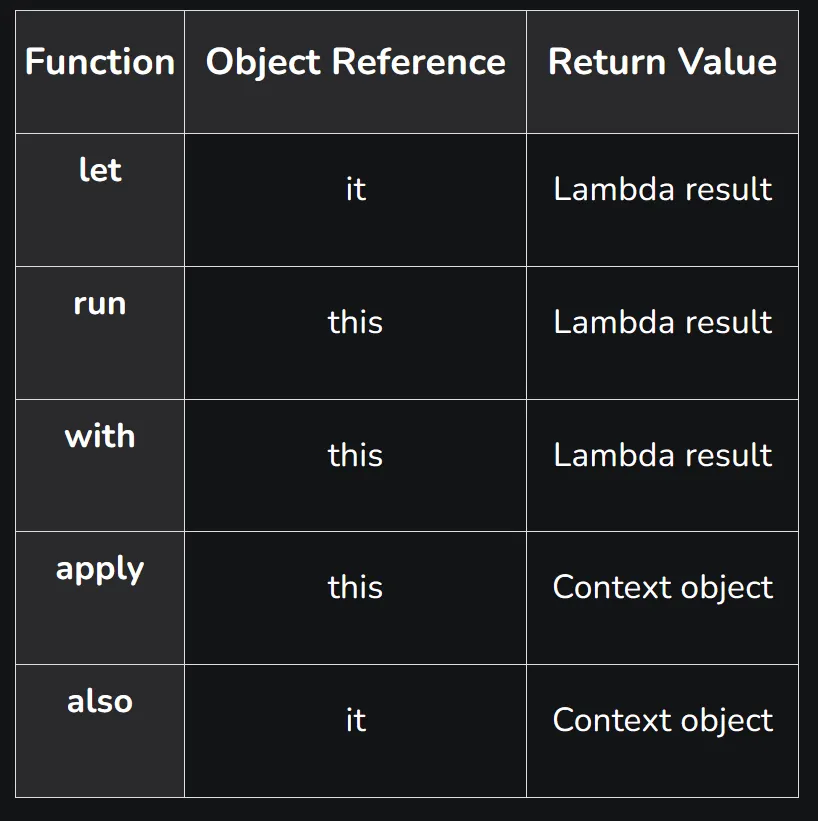 Function Object Reference Return Value
let it Lambda result
run this Lambda result
with this Lambda result
apply this Context object
also it Context object